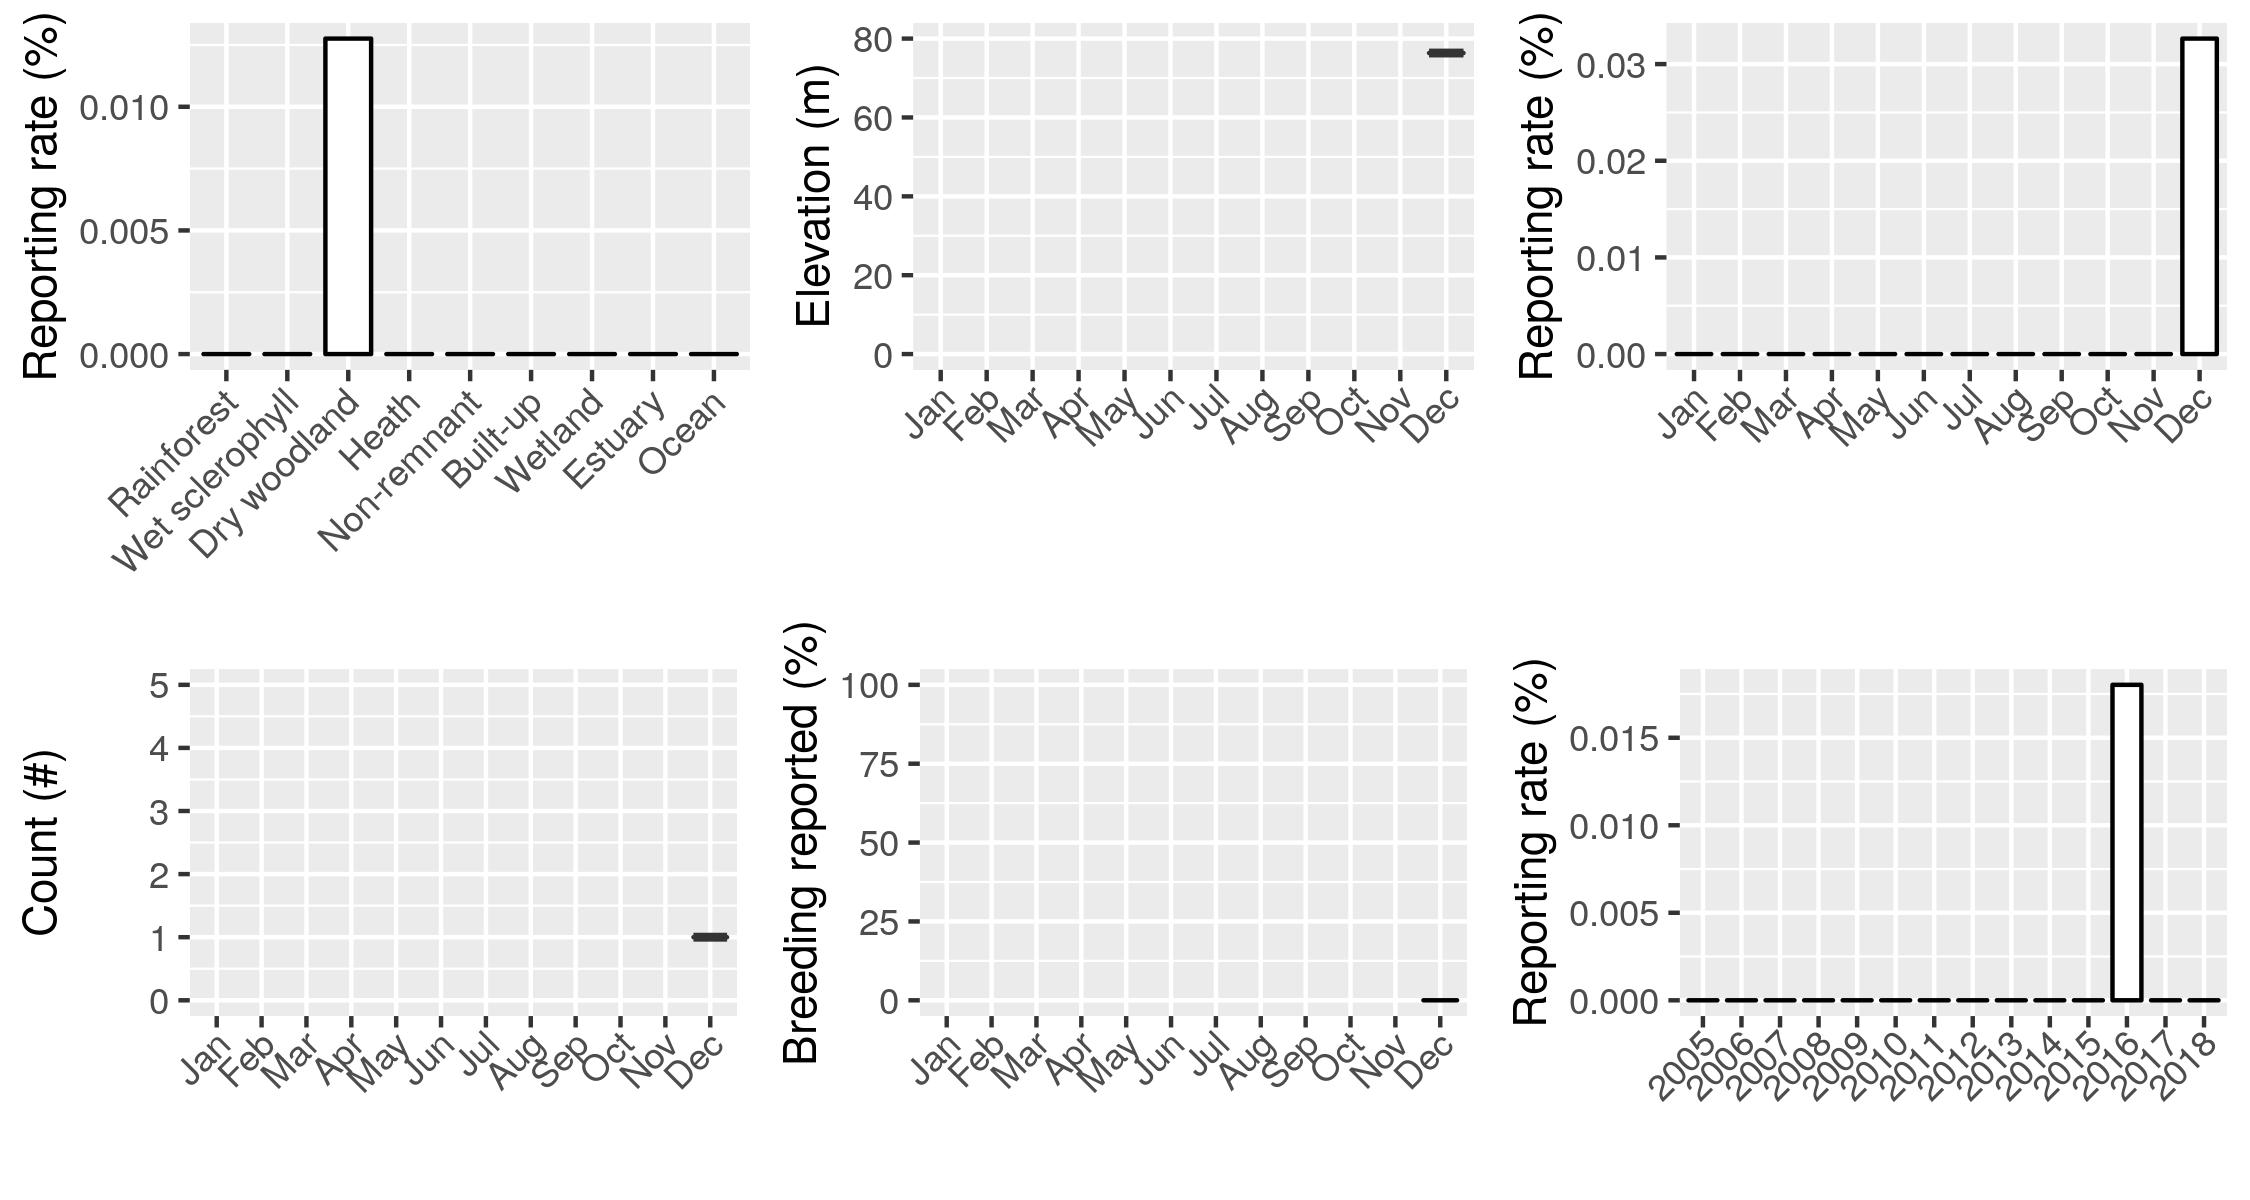 Reporting rate (%)
0.010
0.005
0.000
Rainforest
Wet sclerophyll
Dry woodland
Heath
Non-remnant
Built-up
Wetland
Estuary
Ocean
Elevation (m)
80
60
40
20
0
Jan Feb Mar Apr May Jun Jul Aug Sep Oct Nov Dec
Reporting rate (%)
0.03
0.02
0.01
0.00
Jan Feb Mar Apr May Jun Jul Aug Sep Oct Nov Dec
Count (#)
5
4
3
2
1
0
Jan Feb Mar Apr May Jun Jul Aug Sep Oct Nov Dec
Breeding reported (%)
100
75
50
25
0
Jan Feb Mar Apr May Jun Jul Aug Sep Oct Nov Dec
Reporting rate (%)
0.015
0.010
0.005
0.000
2005 2006 2007 2008 2009 2010 2011 2012 2013 2014 2015 2016 2017 2018